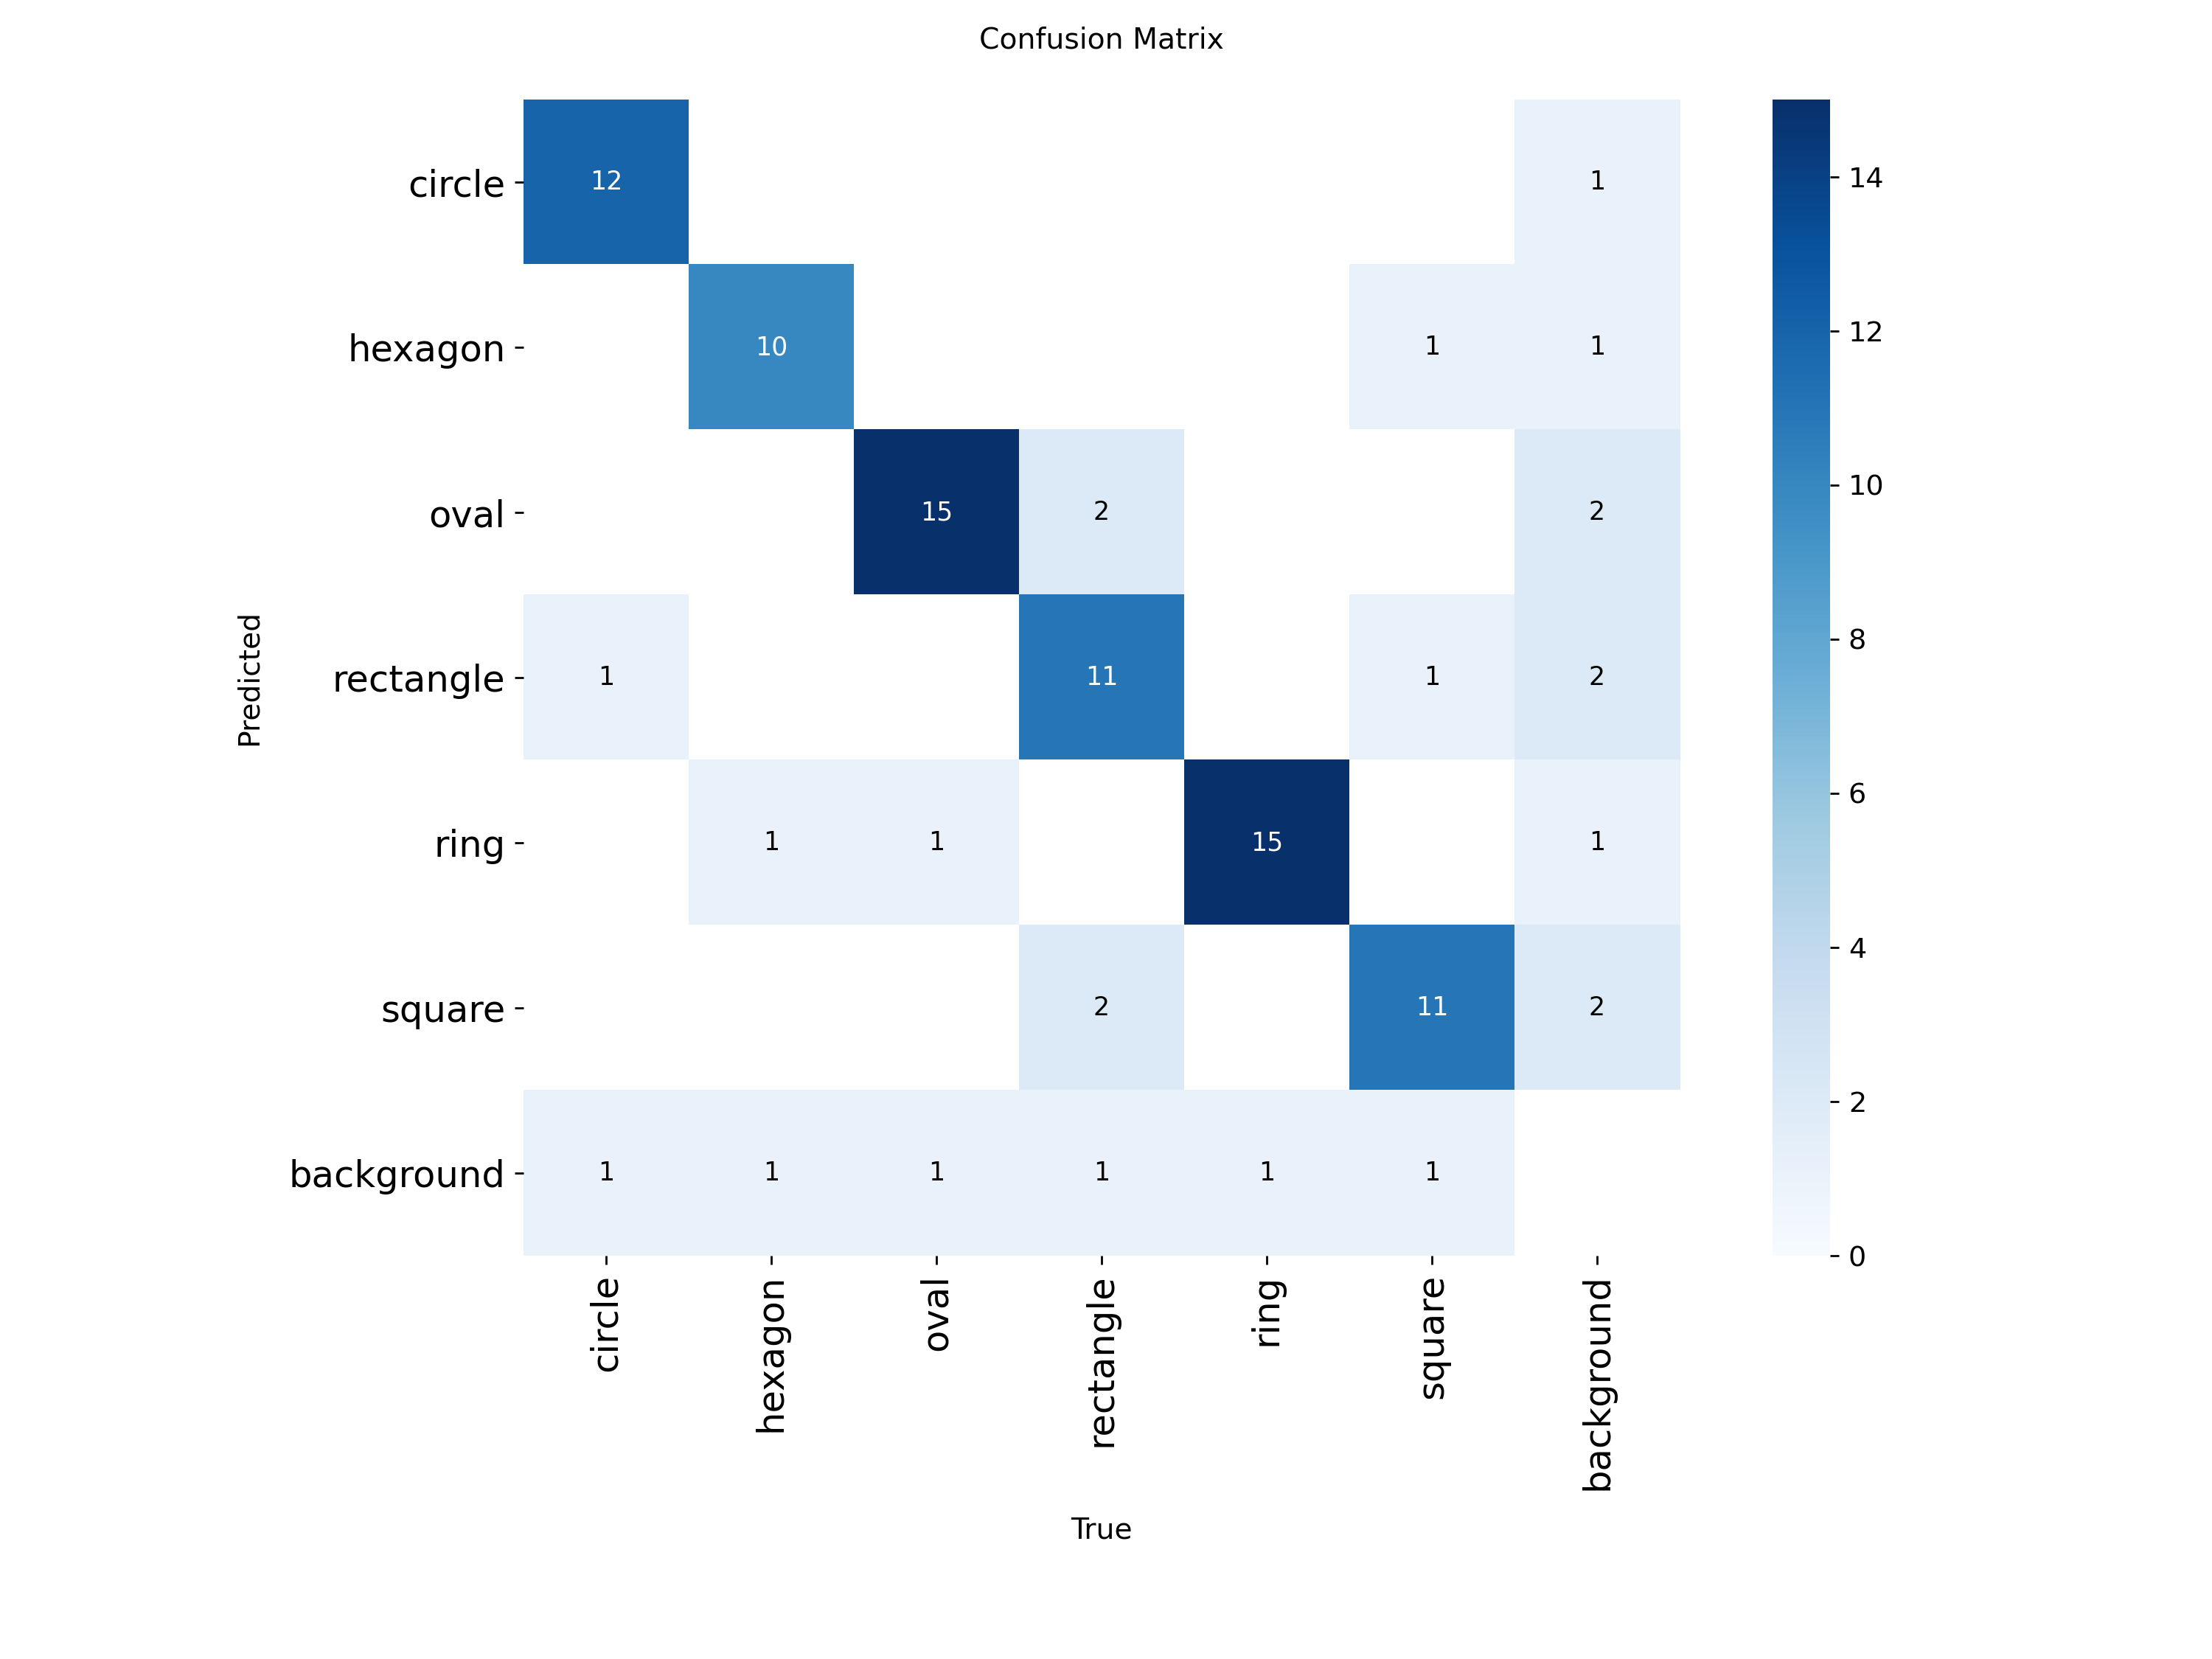 Confusion Matrix
circle 12 1 14
hexagon 10 1 1 12
oval 15 2 2 10
rectangle 1 11 1 2 8
Predicted
ring 1 1 15 1 6
square 2 11 2 4
background 1 1 1 1 1 1 2
0
circle hexagon oval rectangle ring square background
True